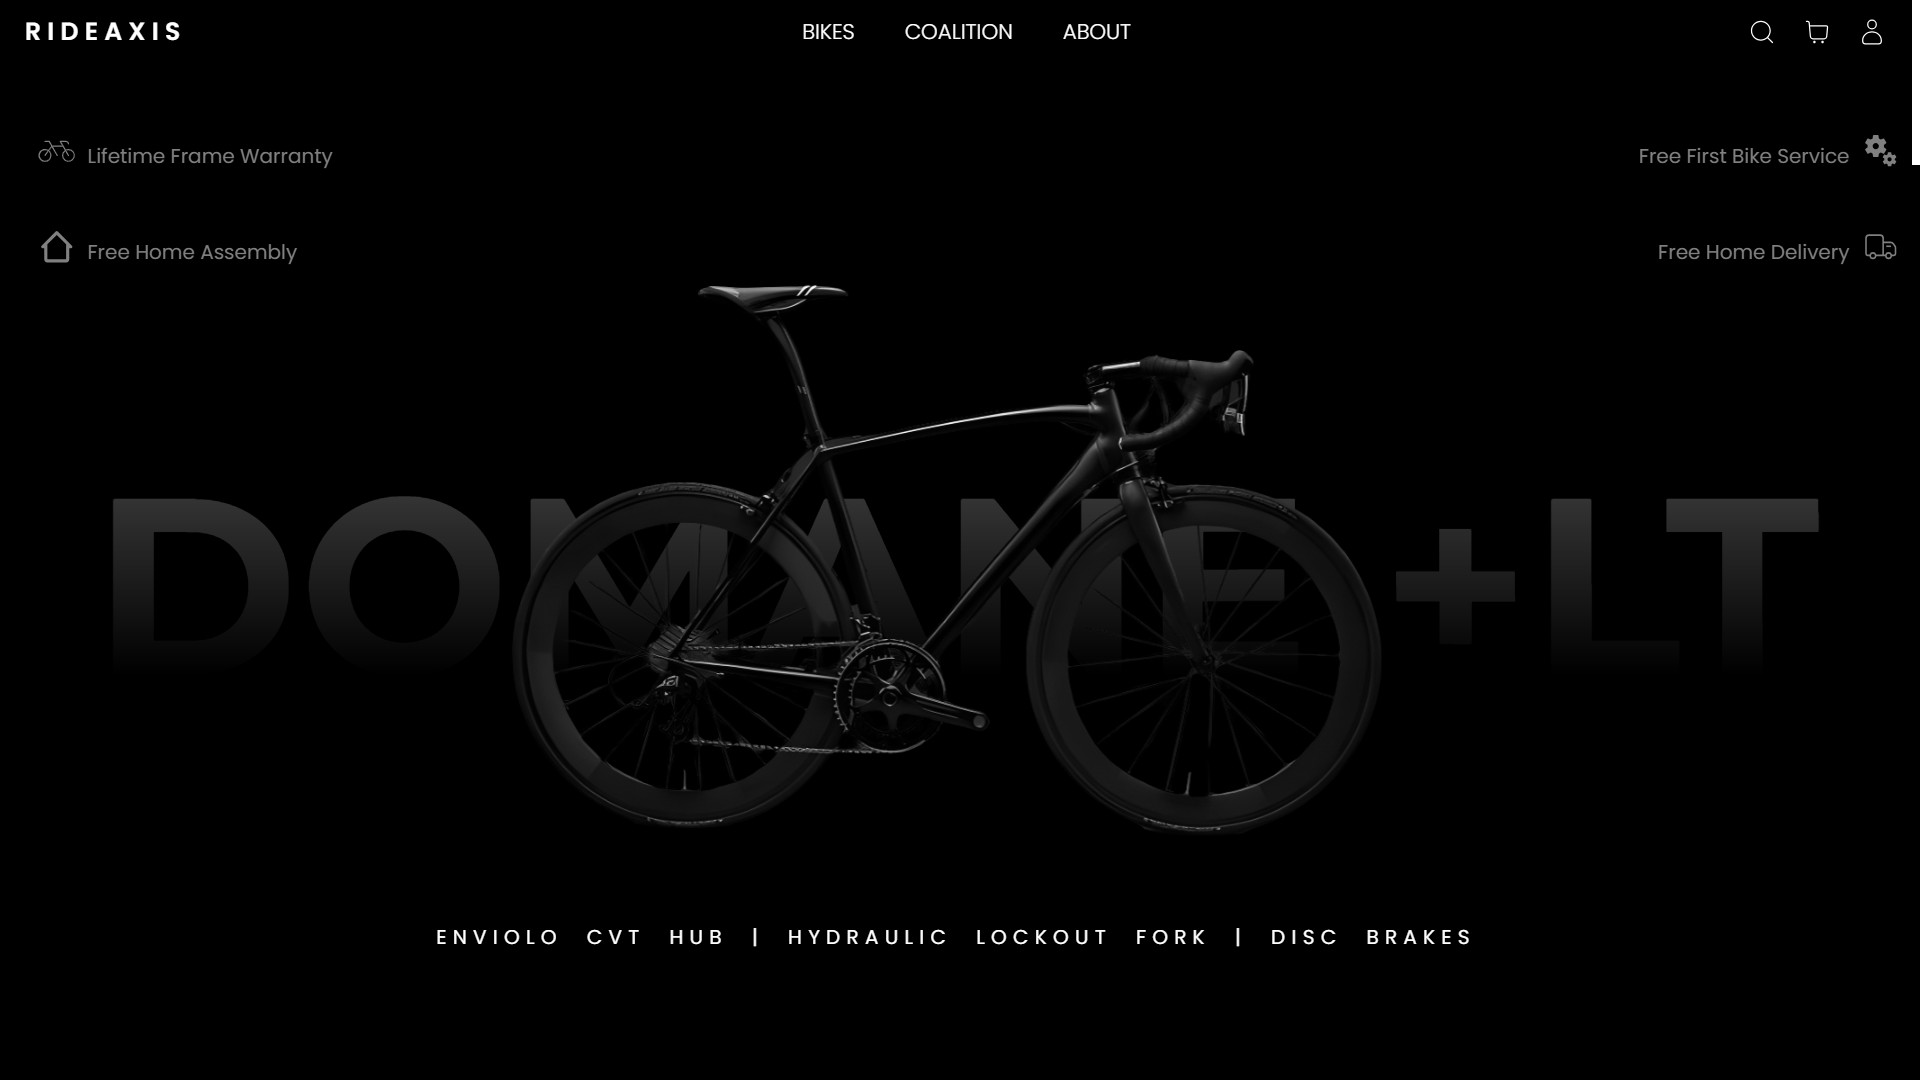 RIDEAXIS
BIKES COALITION ABOUT
Lifetime Frame Warranty
Free First Bike Service
Free Home Assembly
Free Home Delivery
DOMANE +LT
ENVIOLO CVT HUB | HYDRAULIC LOCKOUT FORK | DISC BRAKES